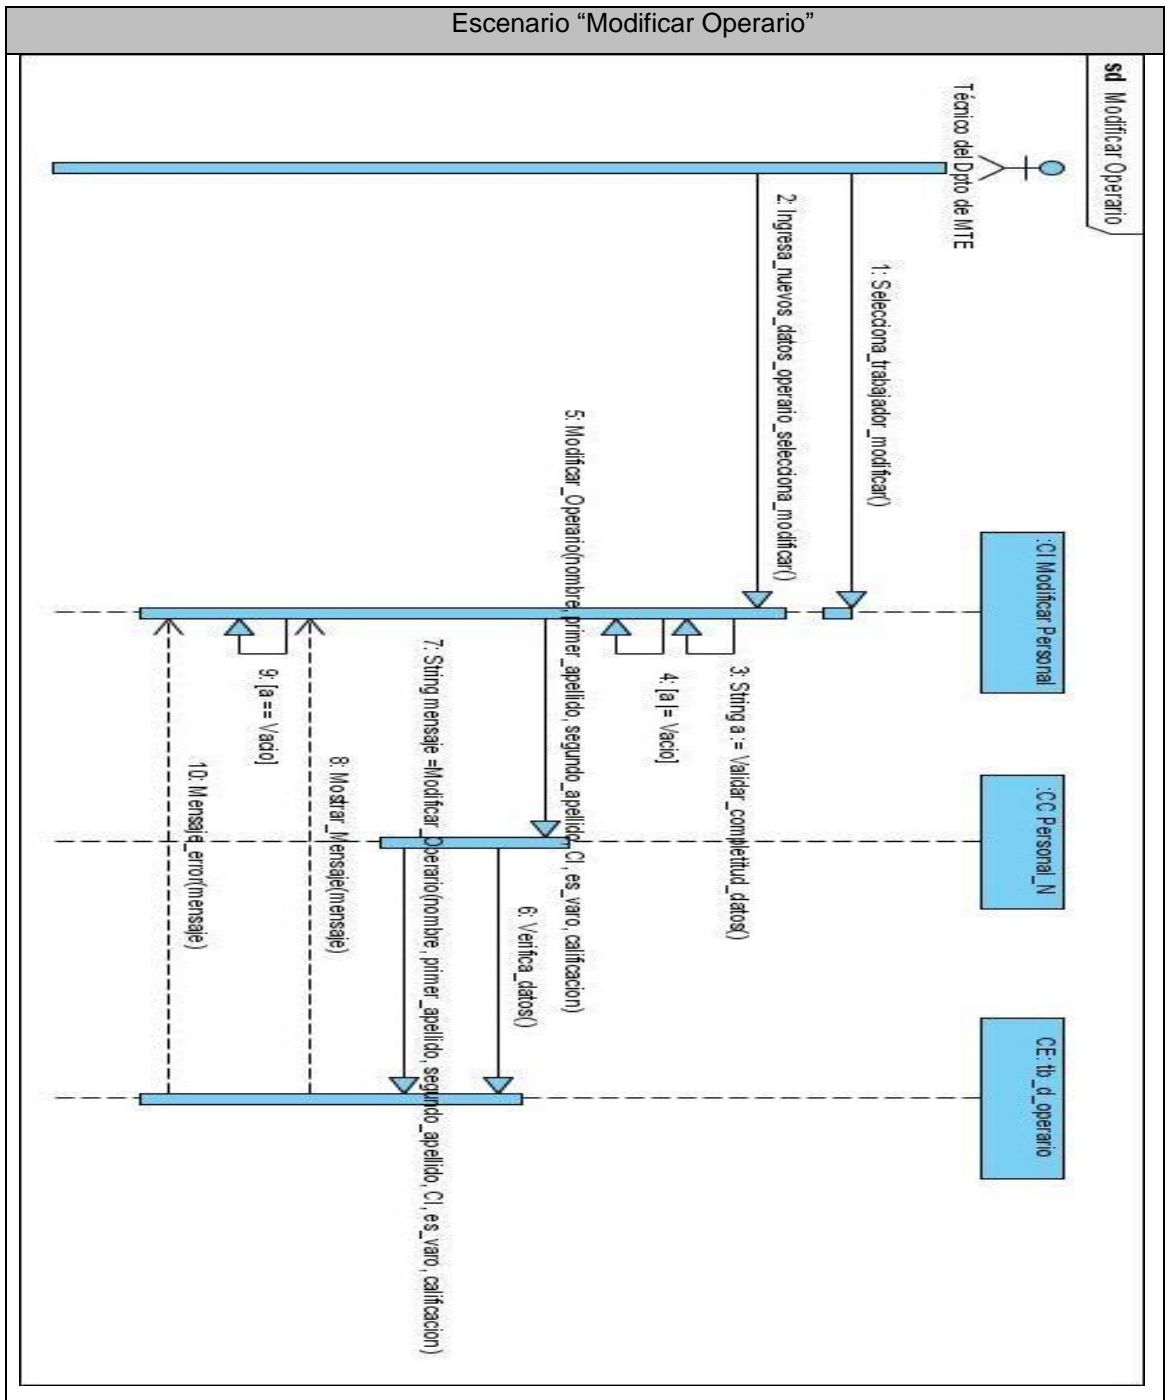 Escenario “Modificar Operario”
sd Modificar Operario
Técnico del Dpto de MTE
:CI Modificar Personal
:CC Personal_N
CE: tb_d_operario
1: Selecciona_trabajador_modificar()
2: Ingresa_nuevos_datos_operario_selecciona_modificar()
3: String a := Validar_completitud_datos()
4: [a |= Vacio]
5: Modificar_Operario(nombre, primer_apellido, segundo_apellido, CI, es_varo, calificacion)
6: Verifica_datos()
7: String mensaje =Modificar_Operario(nombre, primer_apellido, segundo_apellido, CI, es_varo, calificacion)
8: Mostrar_Mensaje(mensaje)
9: [a == Vacio]
10: Mensaje_error(mensaje)